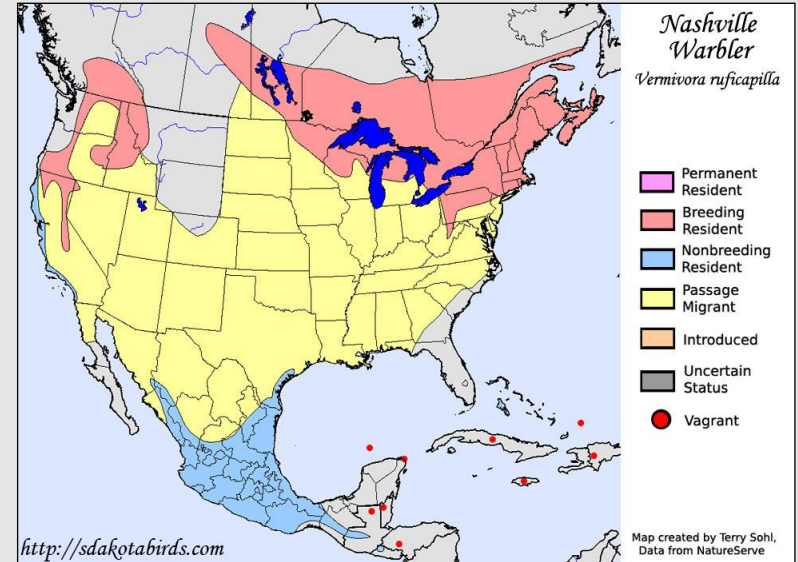 Nashville
Warbler
Vermivora ruficapilla
Permanent
Resident
Breeding
Resident
Nonbreeding
Resident
Passage
Migrant
Introduced
Uncertain
Status
Vagrant
Map created by Terry Sohl,
Data from NatureServe
http://sdakotabirds.com